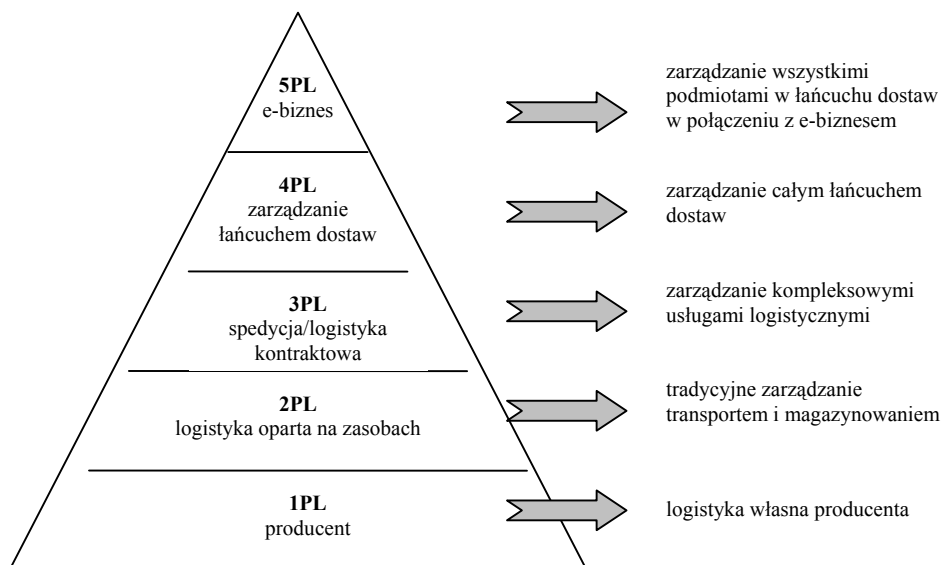 5PL
e-biznes
zarządzanie wszystkimi
podmiotami w łańcuchu dostaw
w połączeniu z e-biznesem
4PL
zarządzanie
łańcuchem dostaw
zarządzanie całym łańcuchem
dostaw
3PL
spedycja/logistyka
kontraktowa
zarządzanie kompleksowymi
usługami logistycznymi
2PL
logistyka oparta na zasobach
tradycyjne zarządzanie
transportem i magazynowaniem
1PL
producent
logistyka własna producenta